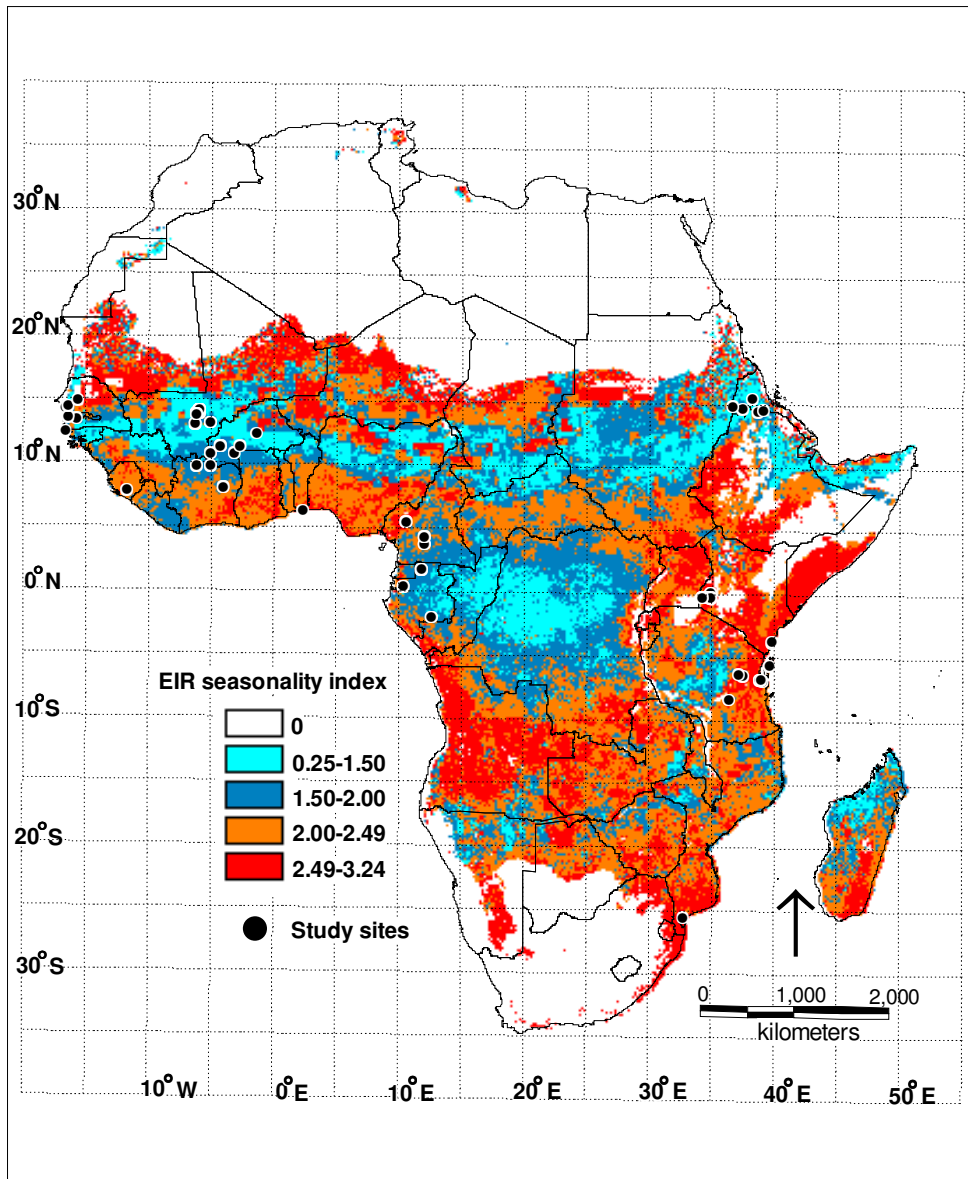 30°N
20°N
10°N
0°N
10°S
20°S
30°S
EIR seasonality index
0
0.25-1.50
1.50-2.00
2.00-2.49
2.49-3.24
Study sites
0 1,000 2,000
kilometers
10°W 0°E 10°E 20°E 30°E 40°E 50°E